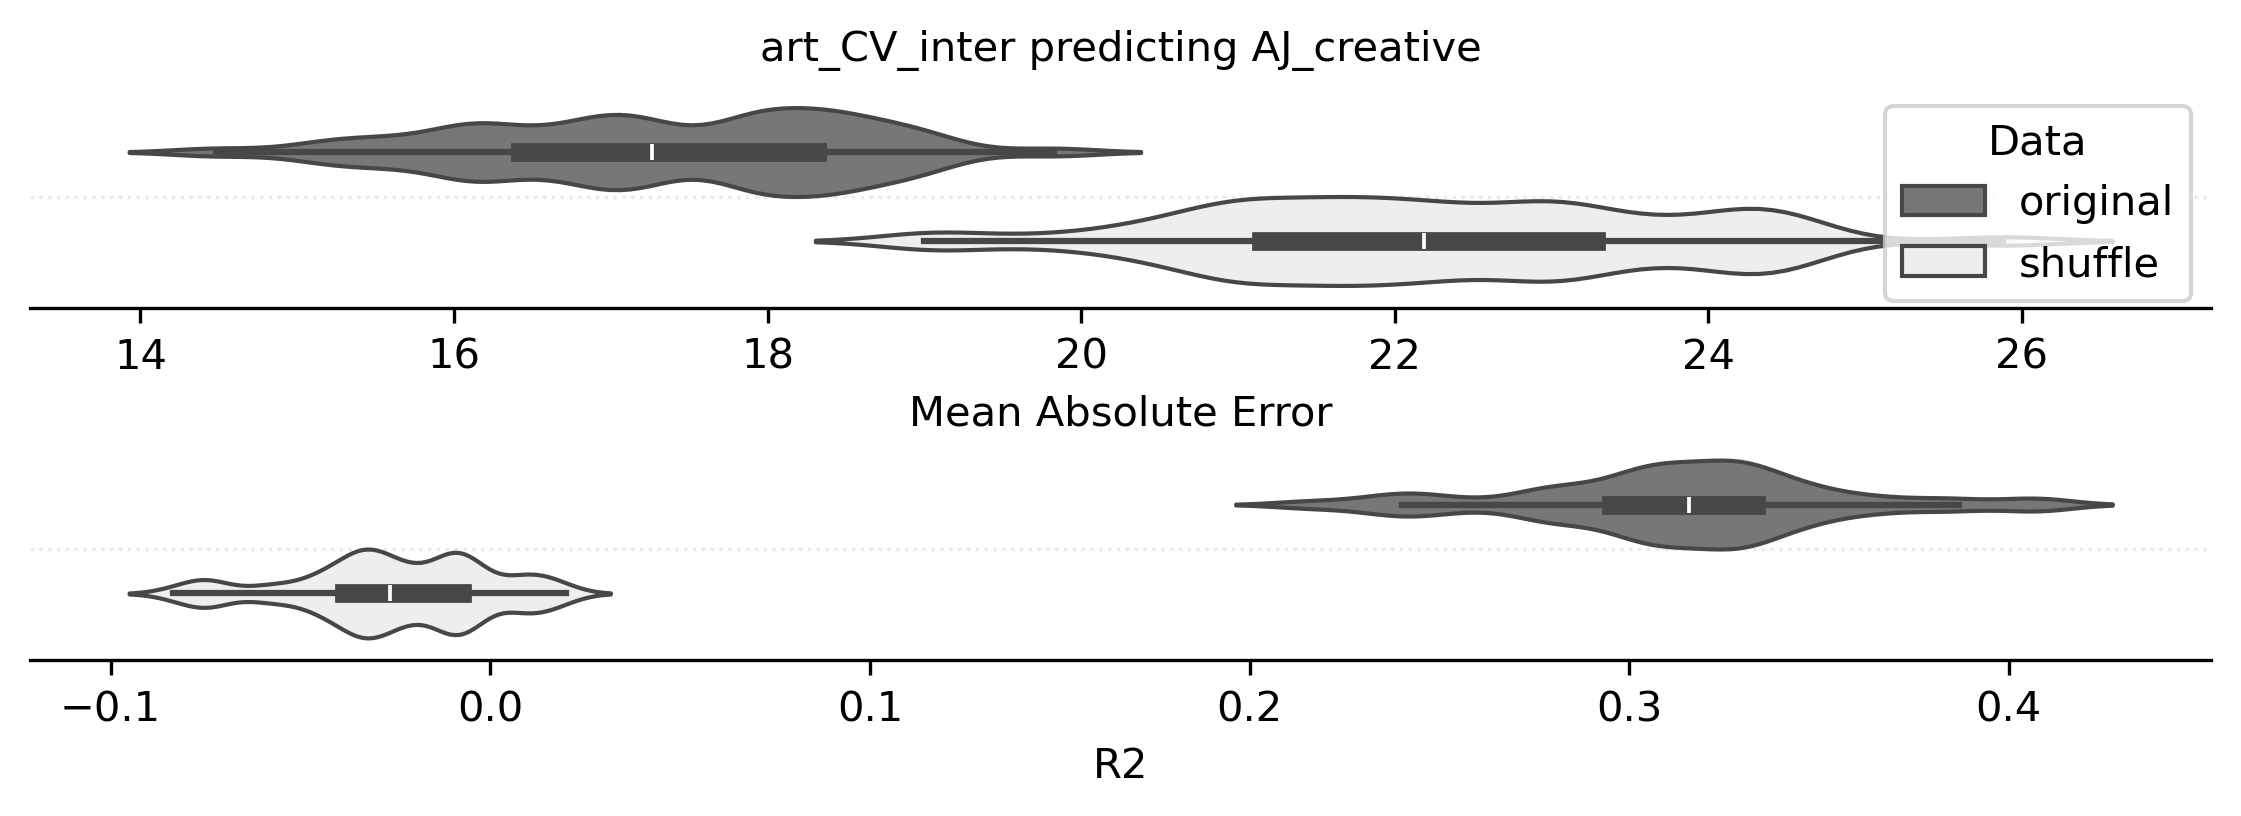 art_CV_inter predicting AJ_creative
Data
original
shuffle
14 16 18 20 22 24 26
Mean Absolute Error
−0.1 0.0 0.1 0.2 0.3 0.4
R2